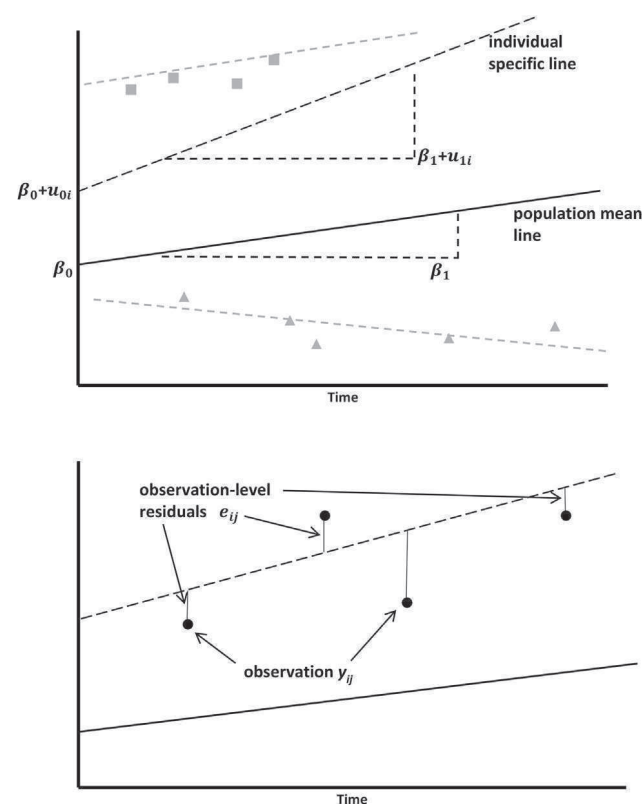 individual
specific line
β₁+u₁ᵢ
β₀+u₀ᵢ
population mean
line
β₀
β₁
Time
observation-level
residuals eᵢⱼ
observation yᵢⱼ
Time